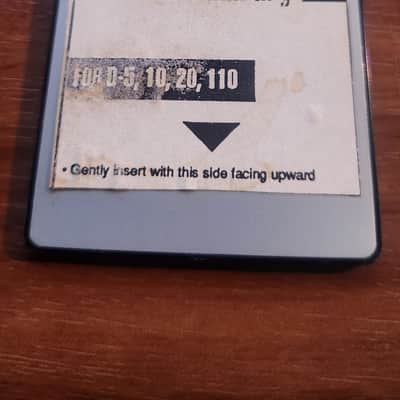 FOR D-5, 10, 20, 110
• Gently insert with this side facing upward